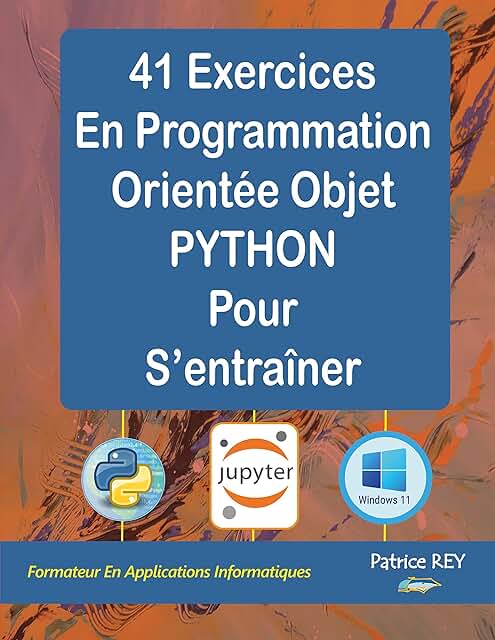 41 Exercices
En Programmation
Orientée Objet
PYTHON
Pour
S'entraîner
jupyter
Windows 11
Patrice REY
Formateur En Applications Informatiques